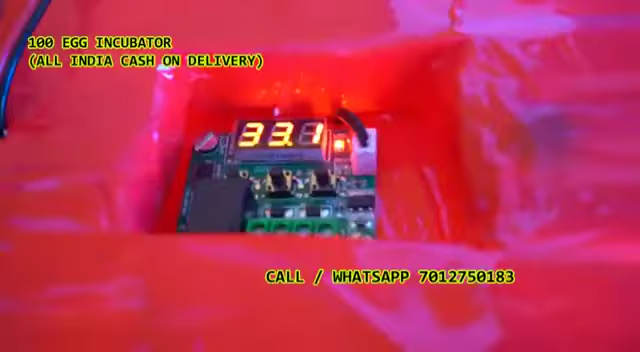 100 EGG INCUBATOR
(ALL INDIA CASH ON DELIVERY)
33.1
CALL / WHATSAPP 7012750183